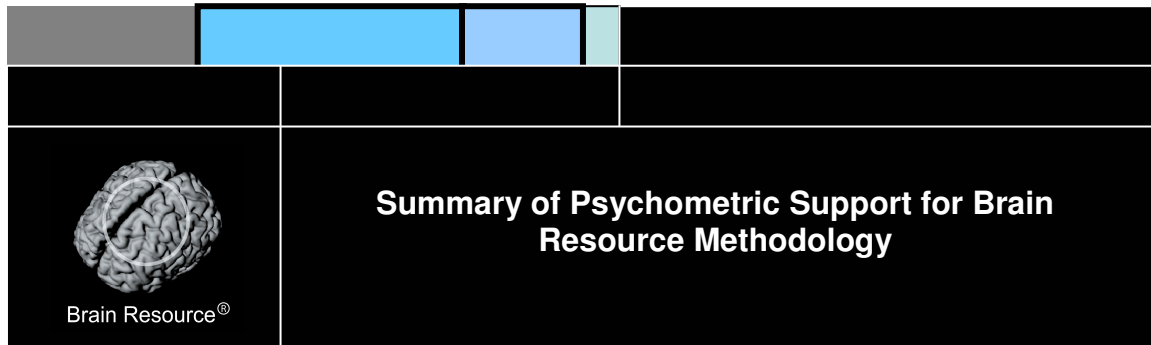 Summary of Psychometric Support for Brain
Resource Methodology
Brain Resource®